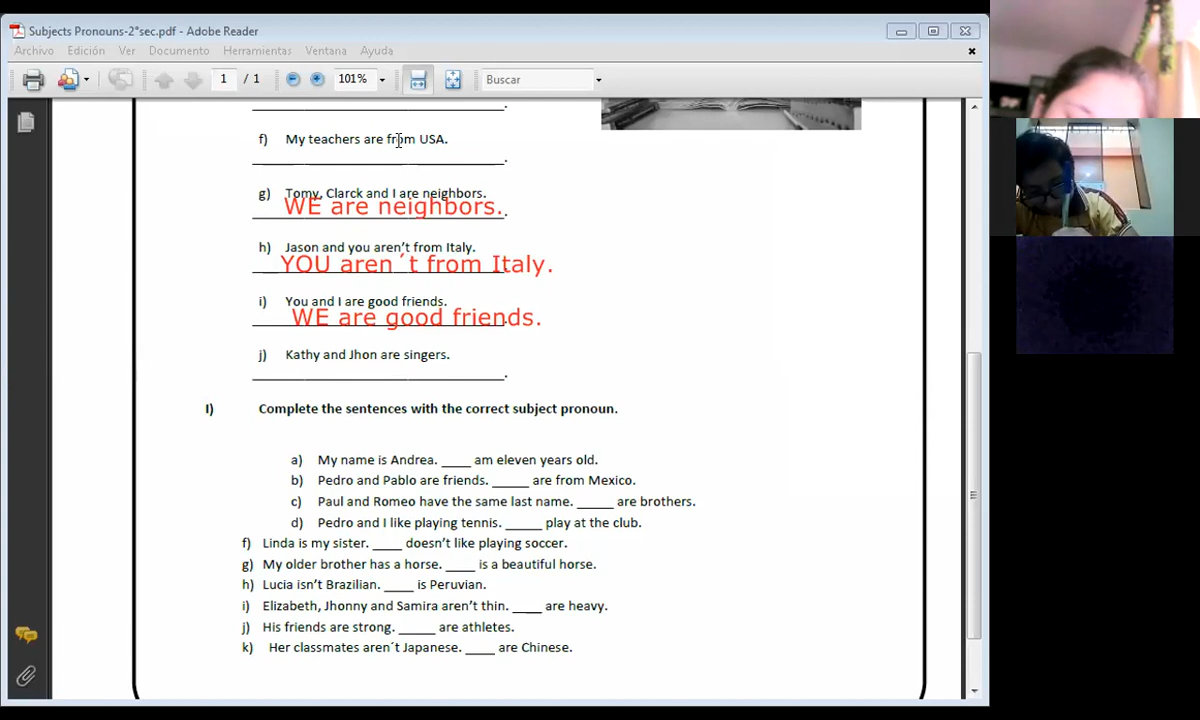 Subjects Pronouns-2°sec.pdf - Adobe Reader
Archivo Edición Ver Documento Herramientas Ventana Ayuda
1 / 1 101% Buscar
f) My teachers are from USA.
g) Tomy, Clarck and I are neighbors.
WE are neighbors.
h) Jason and you aren't from Italy.
YOU aren´t from Italy.
i) You and I are good friends.
WE are good friends.
j) Kathy and Jhon are singers.
I) Complete the sentences with the correct subject pronoun.
a) My name is Andrea. ____ am eleven years old.
b) Pedro and Pablo are friends. _____ are from Mexico.
c) Paul and Romeo have the same last name. _____ are brothers.
d) Pedro and I like playing tennis. _____ play at the club.
f) Linda is my sister. ____ doesn't like playing soccer.
g) My older brother has a horse. ____ is a beautiful horse.
h) Lucia isn't Brazilian. ____ is Peruvian.
i) Elizabeth, Jhonny and Samira aren't thin. ____ are heavy.
j) His friends are strong. _____ are athletes.
k) Her classmates aren´t Japanese. ____ are Chinese.